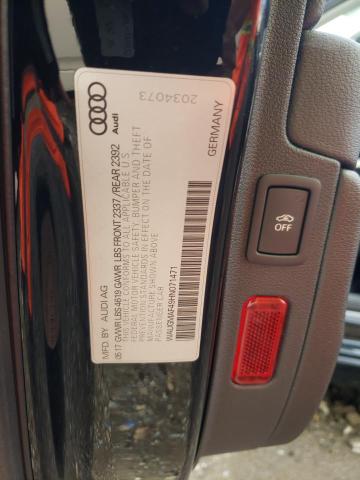 Audi
2034073
MFD. BY AUDI AG
GERMANY
05 17 GVWR LBS 4619 GAWR LBS FRONT 2337 / REAR 2392
THIS VEHICLE CONFORMS TO ALL APPLICABLE U.S.
FEDERAL MOTOR VEHICLE SAFETY, BUMPER AND THEFT
PREVENTION STANDARDS IN EFFECT ON THE DATE OF
MANUFACTURE SHOWN ABOVE.
WAUGMAF49HN071471
PASSENGER CAR
OFF